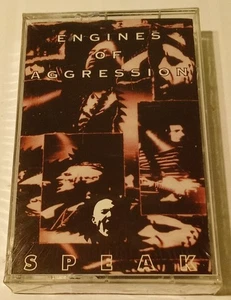 ENGINES
OF
AGGRESSION
SPEAK